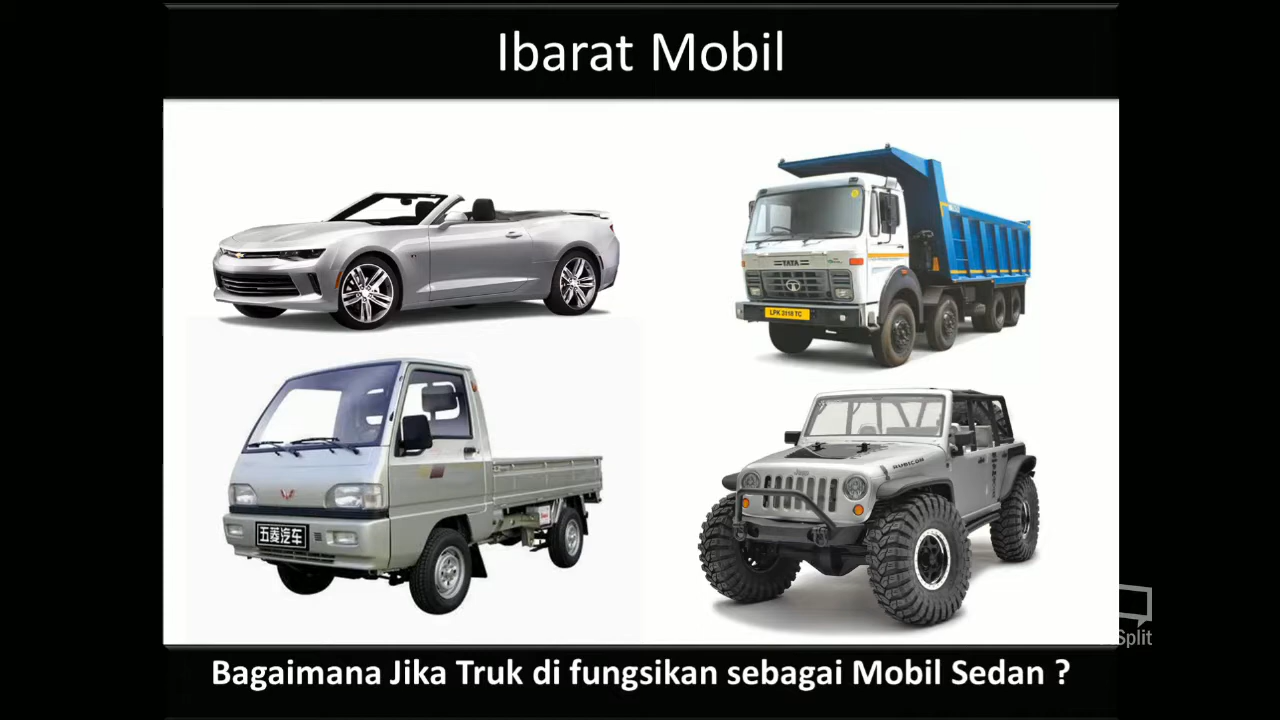 Ibarat Mobil
TATA
LPK 2518 TC
RUBICON
Jeep
五菱汽车
Split
Bagaimana Jika Truk di fungsikan sebagai Mobil Sedan ?